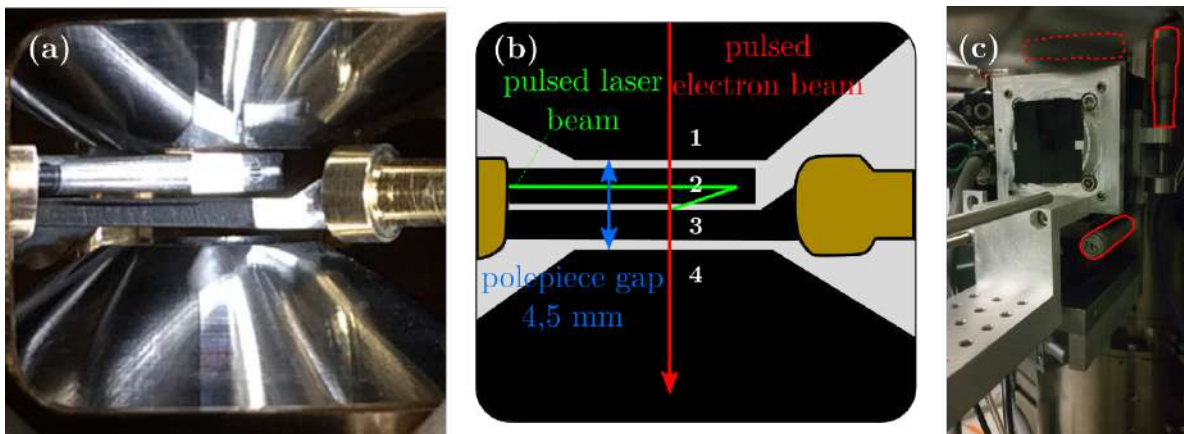 (a)
(b)
pulsed
electron beam
pulsed laser
beam
1
2
3
4
polepiece gap
4,5 mm
(c)